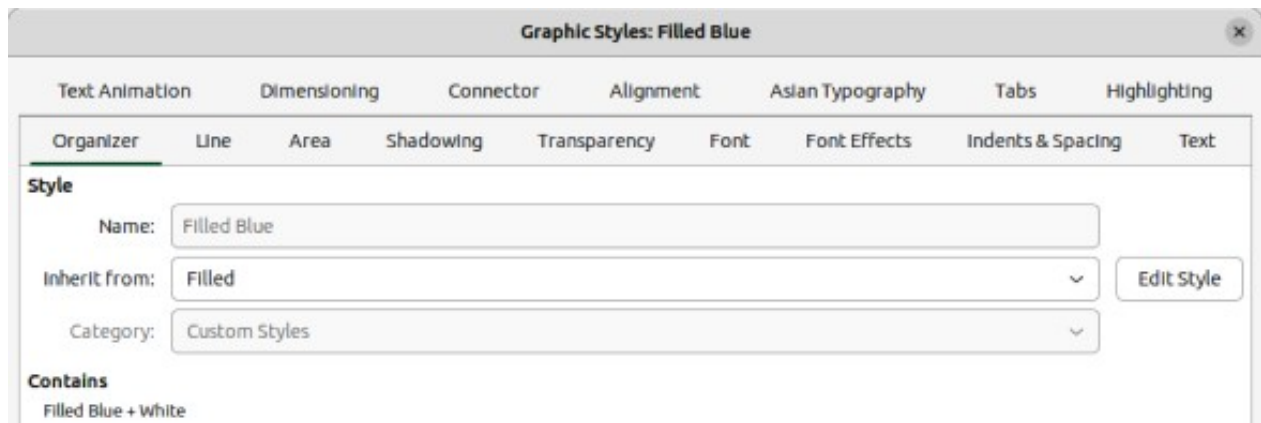 Graphic Styles: Filled Blue
Text Animation Dimensioning Connector Alignment Asian Typography Tabs Highlighting
Organizer Line Area Shadowing Transparency Font Font Effects Indents & Spacing Text
Style
Name: Filled Blue
Inherit from: Filled Edit Style
Category: Custom Styles
Contains
Filled Blue + White